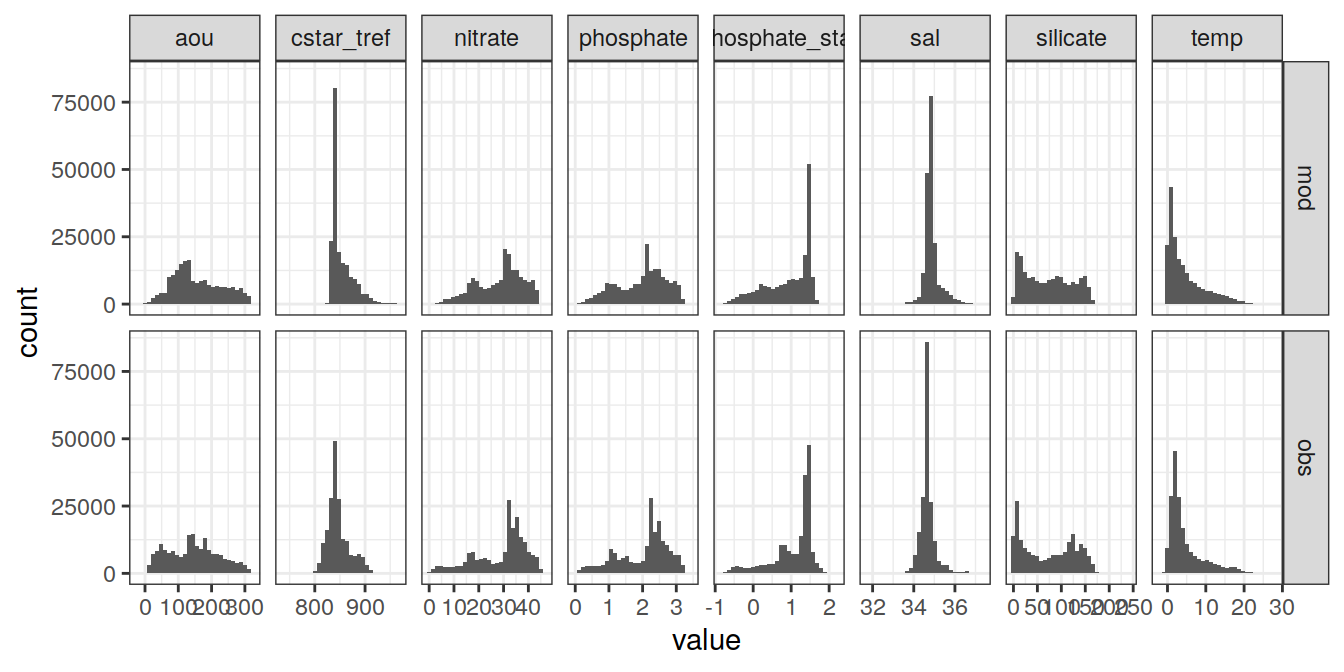 aou cstar_tref nitrate phosphate hosphate_sta sal silicate temp
75000
50000
25000
0
mod
count
75000
50000
25000
0
obs
0 100 200 300 800 900 0 10 20 30 40 0 1 2 3 -1 0 1 2 32 34 36 0 50 100 150 200 250 0 10 20 30
value